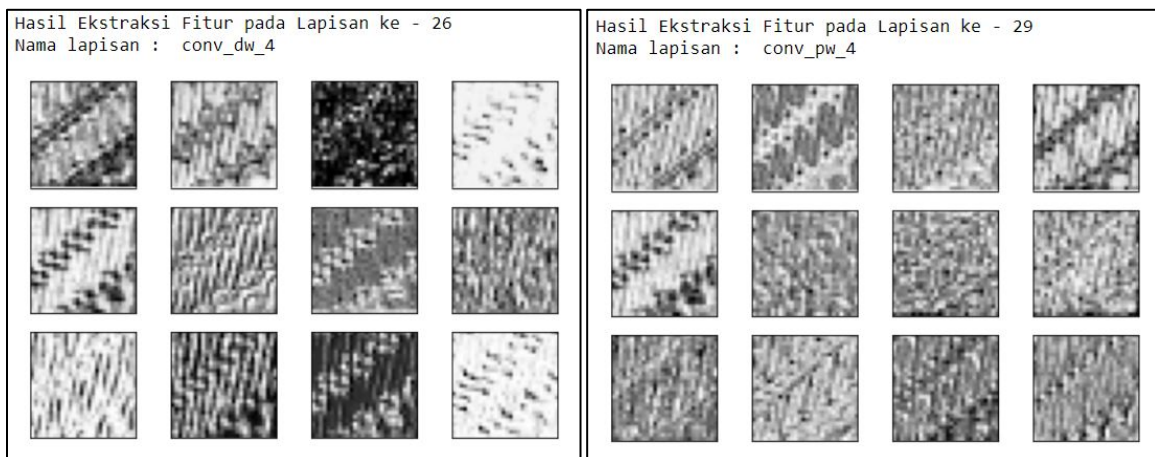 Hasil Ekstraksi Fitur pada Lapisan ke - 26
Nama lapisan :  conv_dw_4
Hasil Ekstraksi Fitur pada Lapisan ke - 29
Nama lapisan :  conv_pw_4